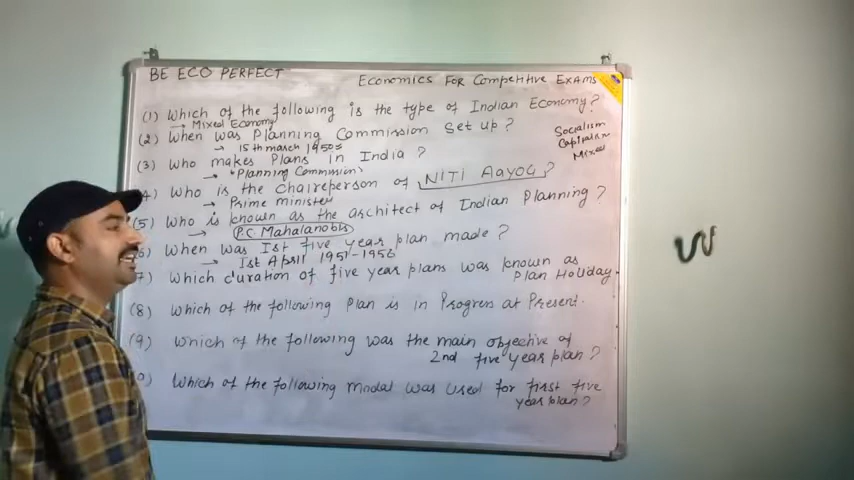 BE ECO PERFECT
ECONOMICS FOR COMPETITIVE EXAMS
(1) Which of the following is the type of Indian Economy?
→ Mixed Economy
(2) When was Planning Commission set up?
→ 15th march 1950
Socialism
Capitalism
Mixed
(3) Who makes Plans in India?
→ "Planning Commission"
4) Who is the Chaireperson of NITI Aayog?
→ Prime minister
(5) Who is known as the architect of Indian Planning?
→ P.C. Mahalanobis
6) When was Ist five year plan made?
→ Ist April 1951-1956
7) Which duration of five year plans was known as
Plan Holiday.
(8) Which of the following Plan is in Progress at Present.
(9) Which of the following was the main objective of
2nd five year plan?
0) Which of the following modal was used for first five
year plan?